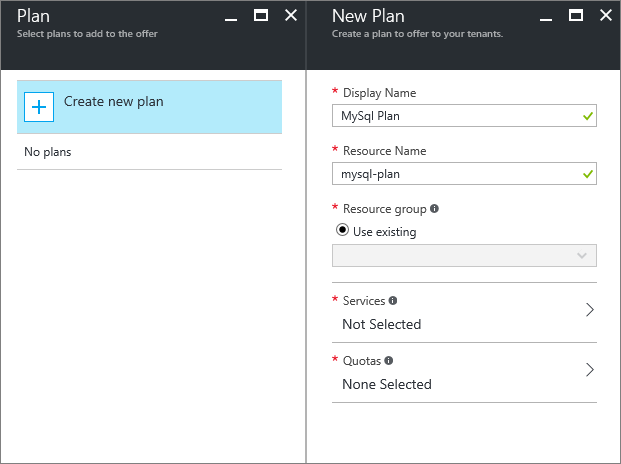 Plan
Select plans to add to the offer
Create new plan
No plans
New Plan
Create a plan to offer to your tenants.
* Display Name
MySql Plan
* Resource Name
mysql-plan
* Resource group
Use existing
* Services
Not Selected
* Quotas
None Selected